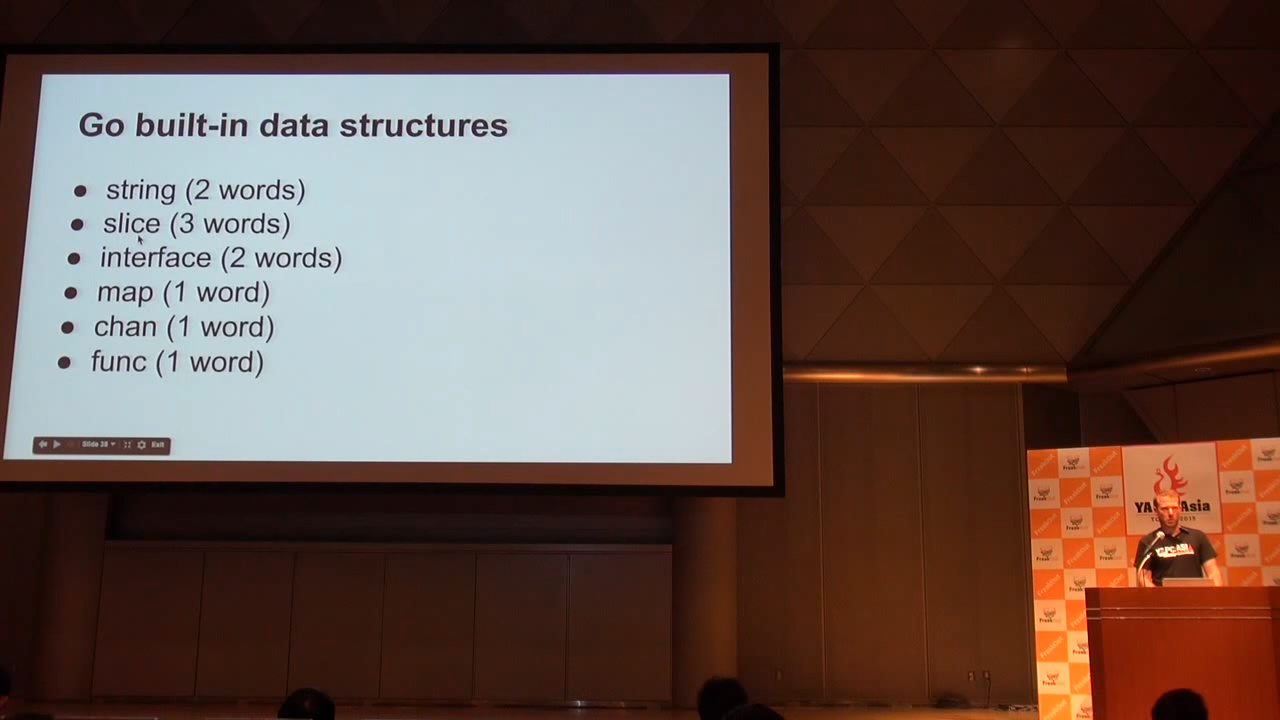 Go built-in data structures
● string (2 words)
● slice (3 words)
● interface (2 words)
● map (1 word)
● chan (1 word)
● func (1 word)
Slide 38
Exit
Asia
FreakOut